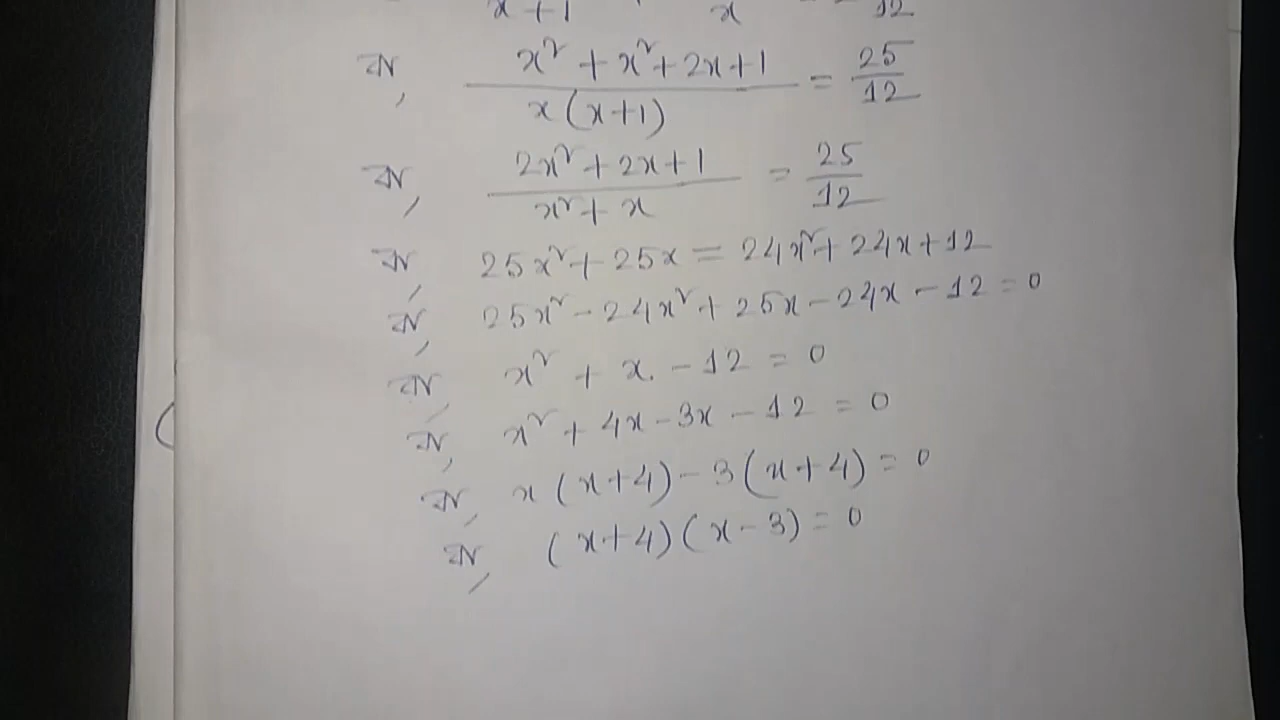 x+1 x 12
বা, x² + x² + 2x + 1 / x(x+1) = 25/12
বা, 2x² + 2x + 1 / x² + x = 25/12
বা, 25x² + 25x = 24x² + 24x + 12
বা, 25x² - 24x² + 25x - 24x - 12 = 0
বা, x² + x - 12 = 0
বা, x² + 4x - 3x - 12 = 0
বা, x(x+4) - 3(x+4) = 0
বা, (x+4)(x-3) = 0